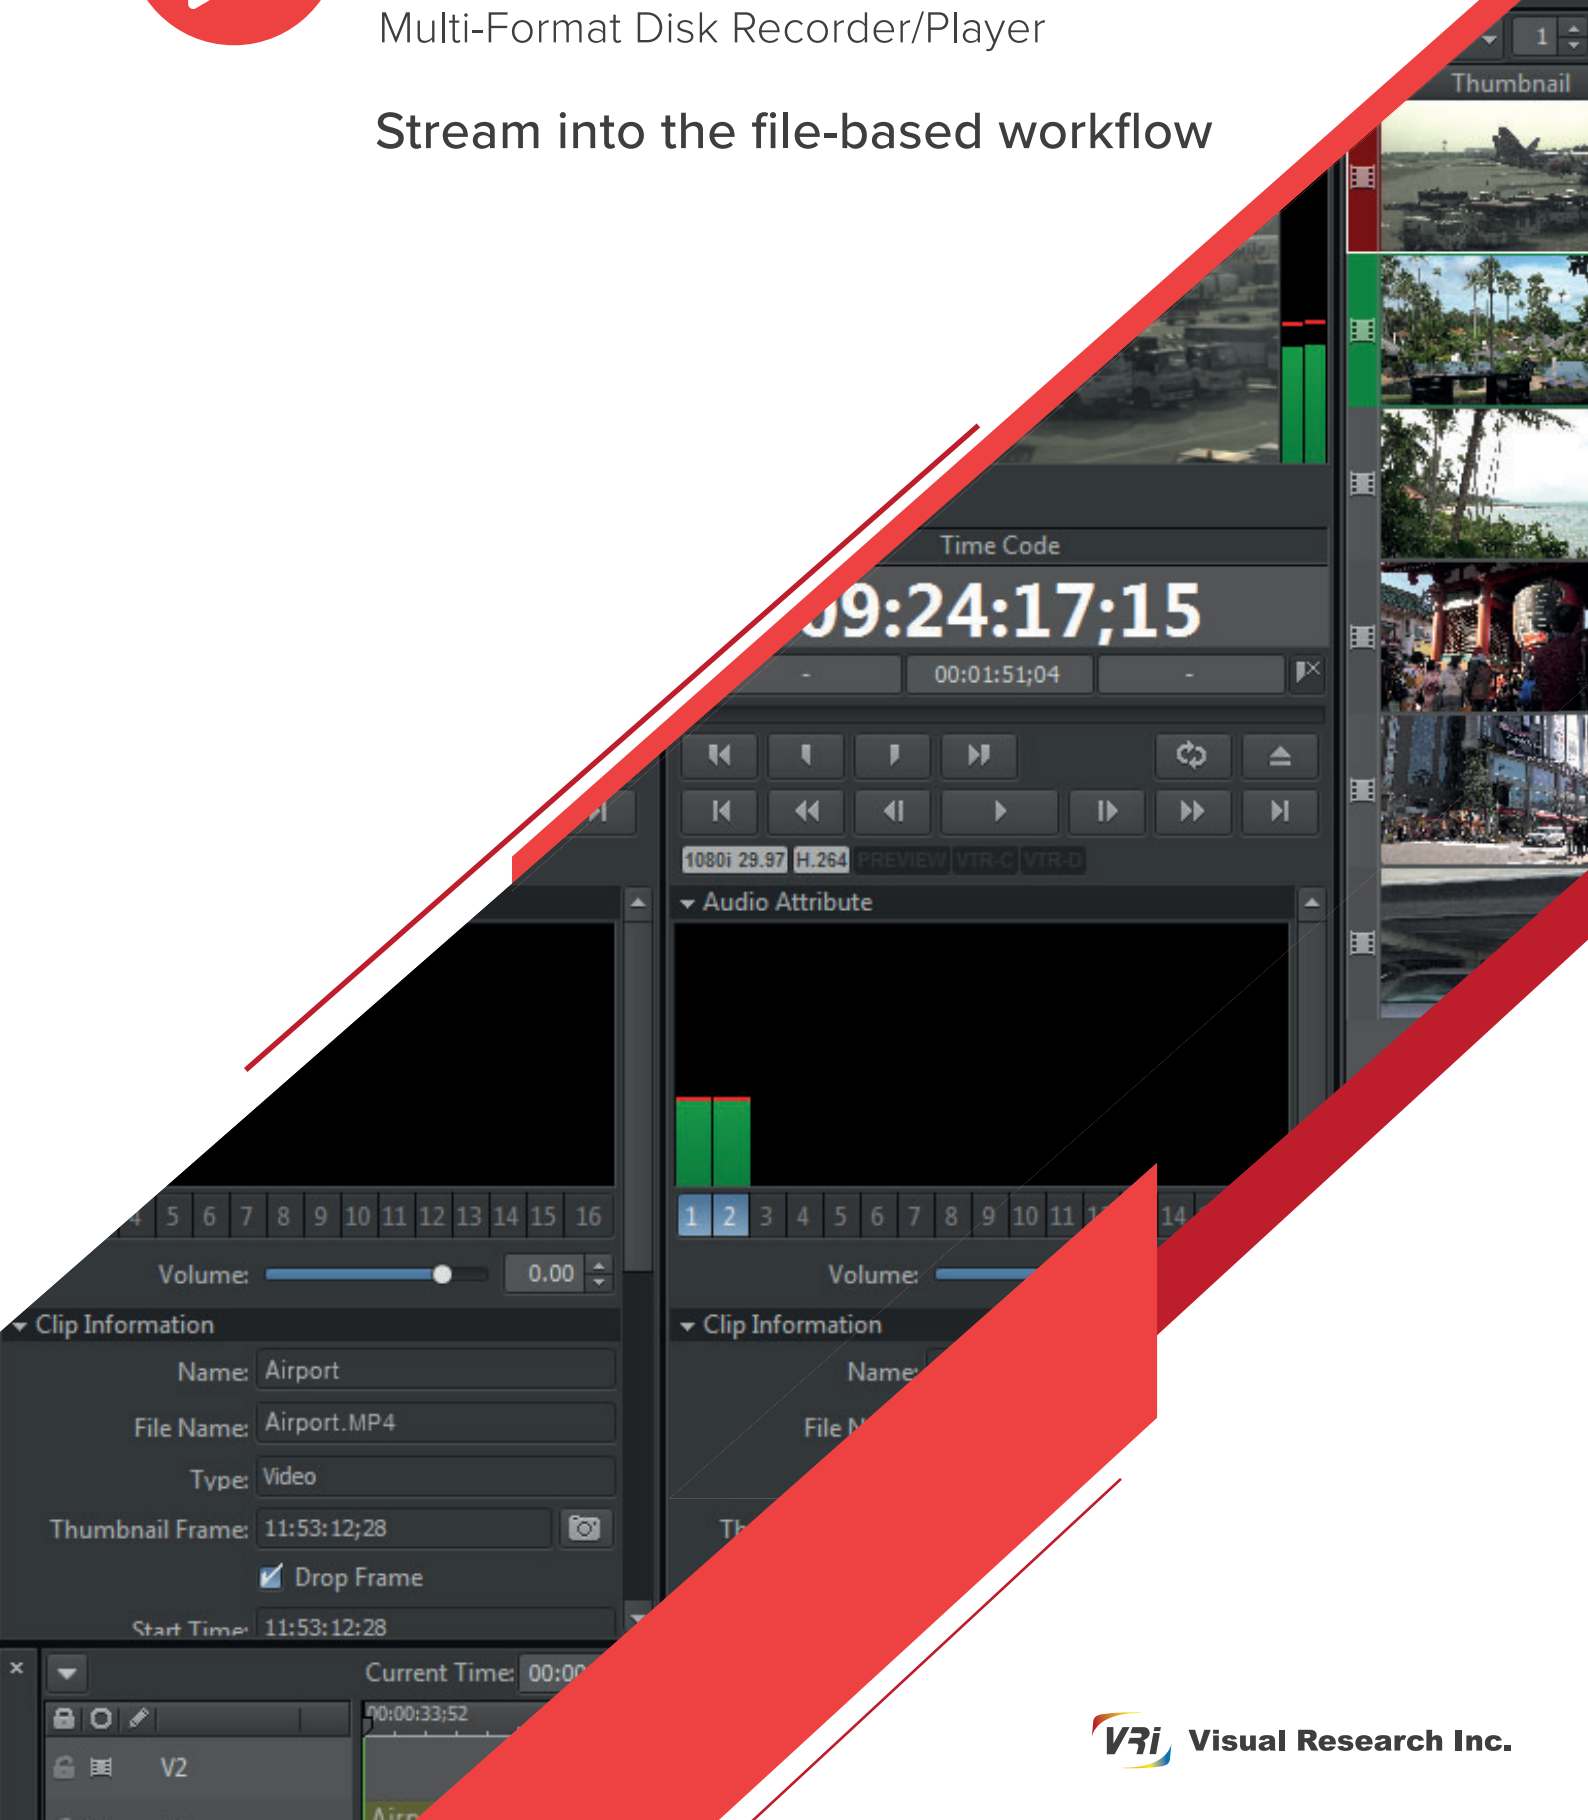 Multi-Format Disk Recorder/Player
Stream into the file-based workflow
1
Thumbnail
Time Code
09:24:17;15
-
00:01:51;04
-
1080i 29.97
H.264
PREVIEW
VTR-C
VTR-D
Audio Attribute
4 5 6 7 8 9 10 11 12 13 14 15 16
1 2 3 4 5 6 7 8 9 10 11 14
Volume: 0.00
Volume:
Clip Information
Name: Airport
File Name: Airport.MP4
Type: Video
Thumbnail Frame: 11:53:12;28
Drop Frame
Start Time: 11:53:12;28
Clip Information
Name:
File
Current Time: 00:00
00:00:33;52
V2
VRi Visual Research Inc.